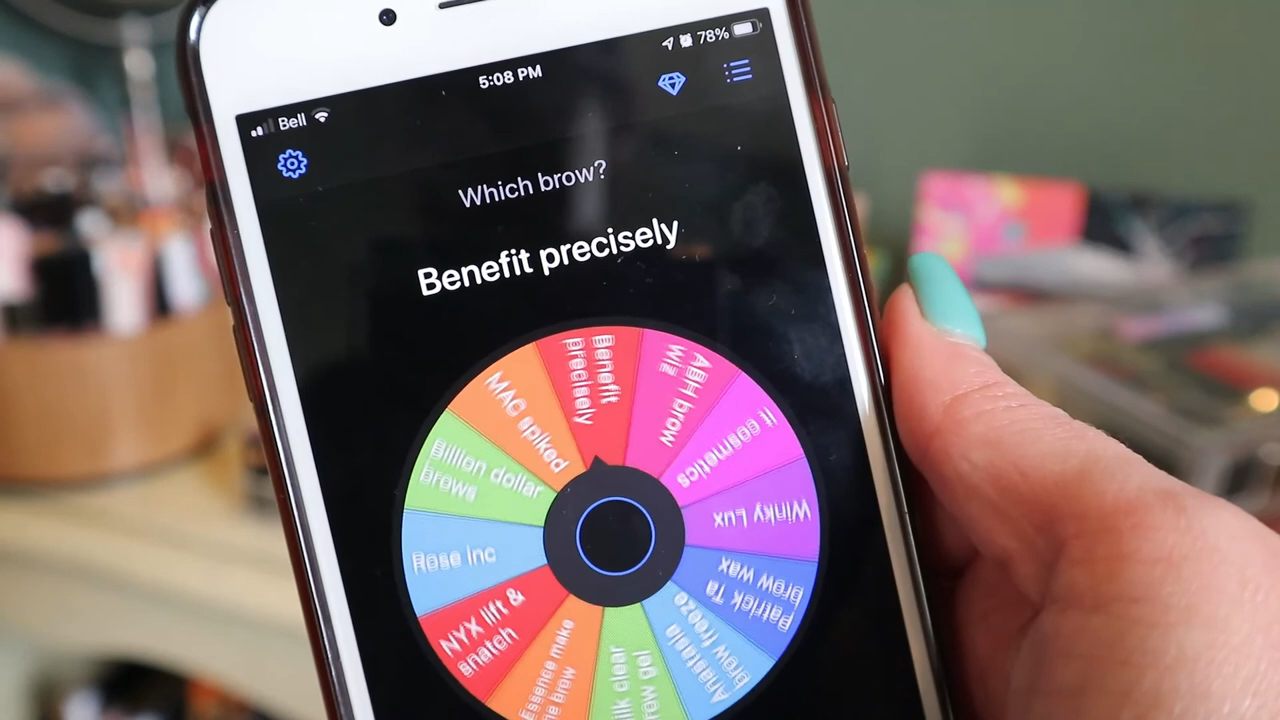 5:08 PM
78%
Bell
Which brow?
Benefit precisely
Benefit
precisely
ABH brow
wiz
It cosmetics
Winky Lux
Patrick Ta
brow wax
Anastasia
brow freeze
milk clear
brow gel
essence make
me brow
NYX lift &
snatch
Rose inc
Billion dollar
brows
MAC spiked